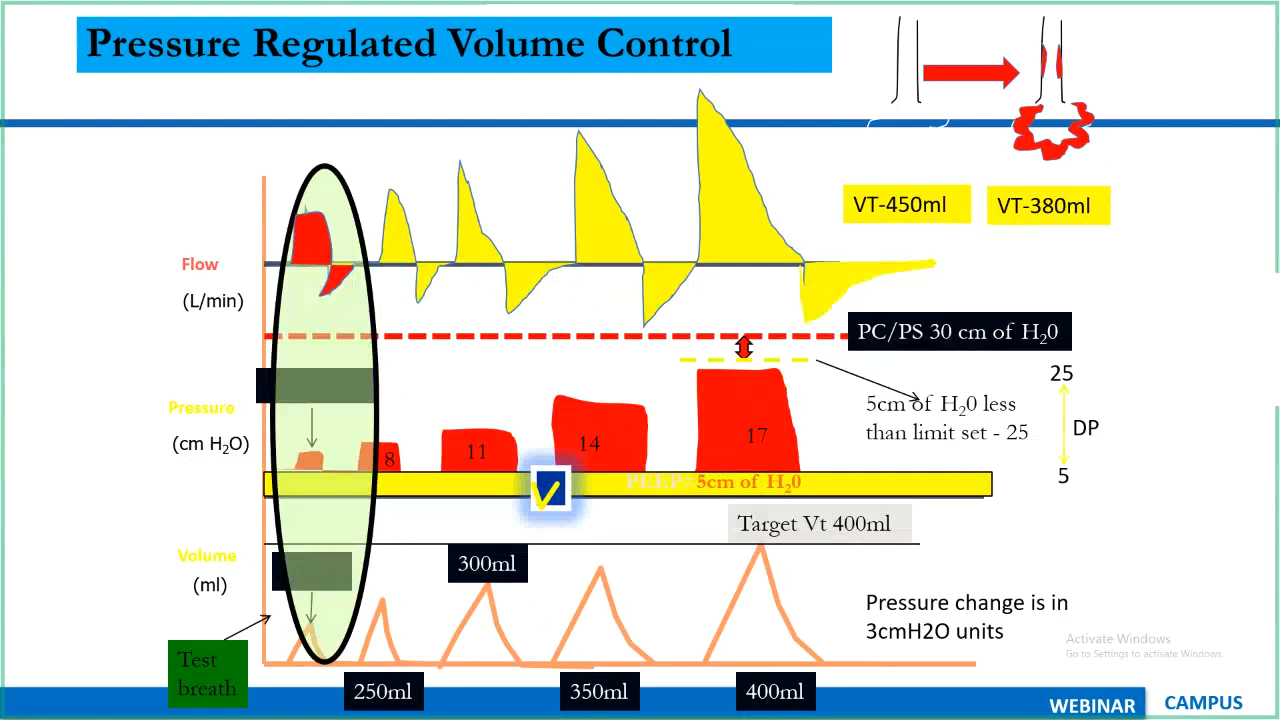 Pressure Regulated Volume Control
VT-450ml
VT-380ml
Flow
(L/min)
PC/PS 30 cm of H₂0
25
5cm of H₂0 less
than limit set - 25
DP
5
Pressure
(cm H₂O)
8
11
14
17
PEEP=5cm of H₂0
Target Vt 400ml
Volume
(ml)
300ml
Pressure change is in
3cmH2O units
Activate Windows
Go to Settings to activate Windows.
Test
breath
250ml
350ml
400ml
WEBINAR CAMPUS